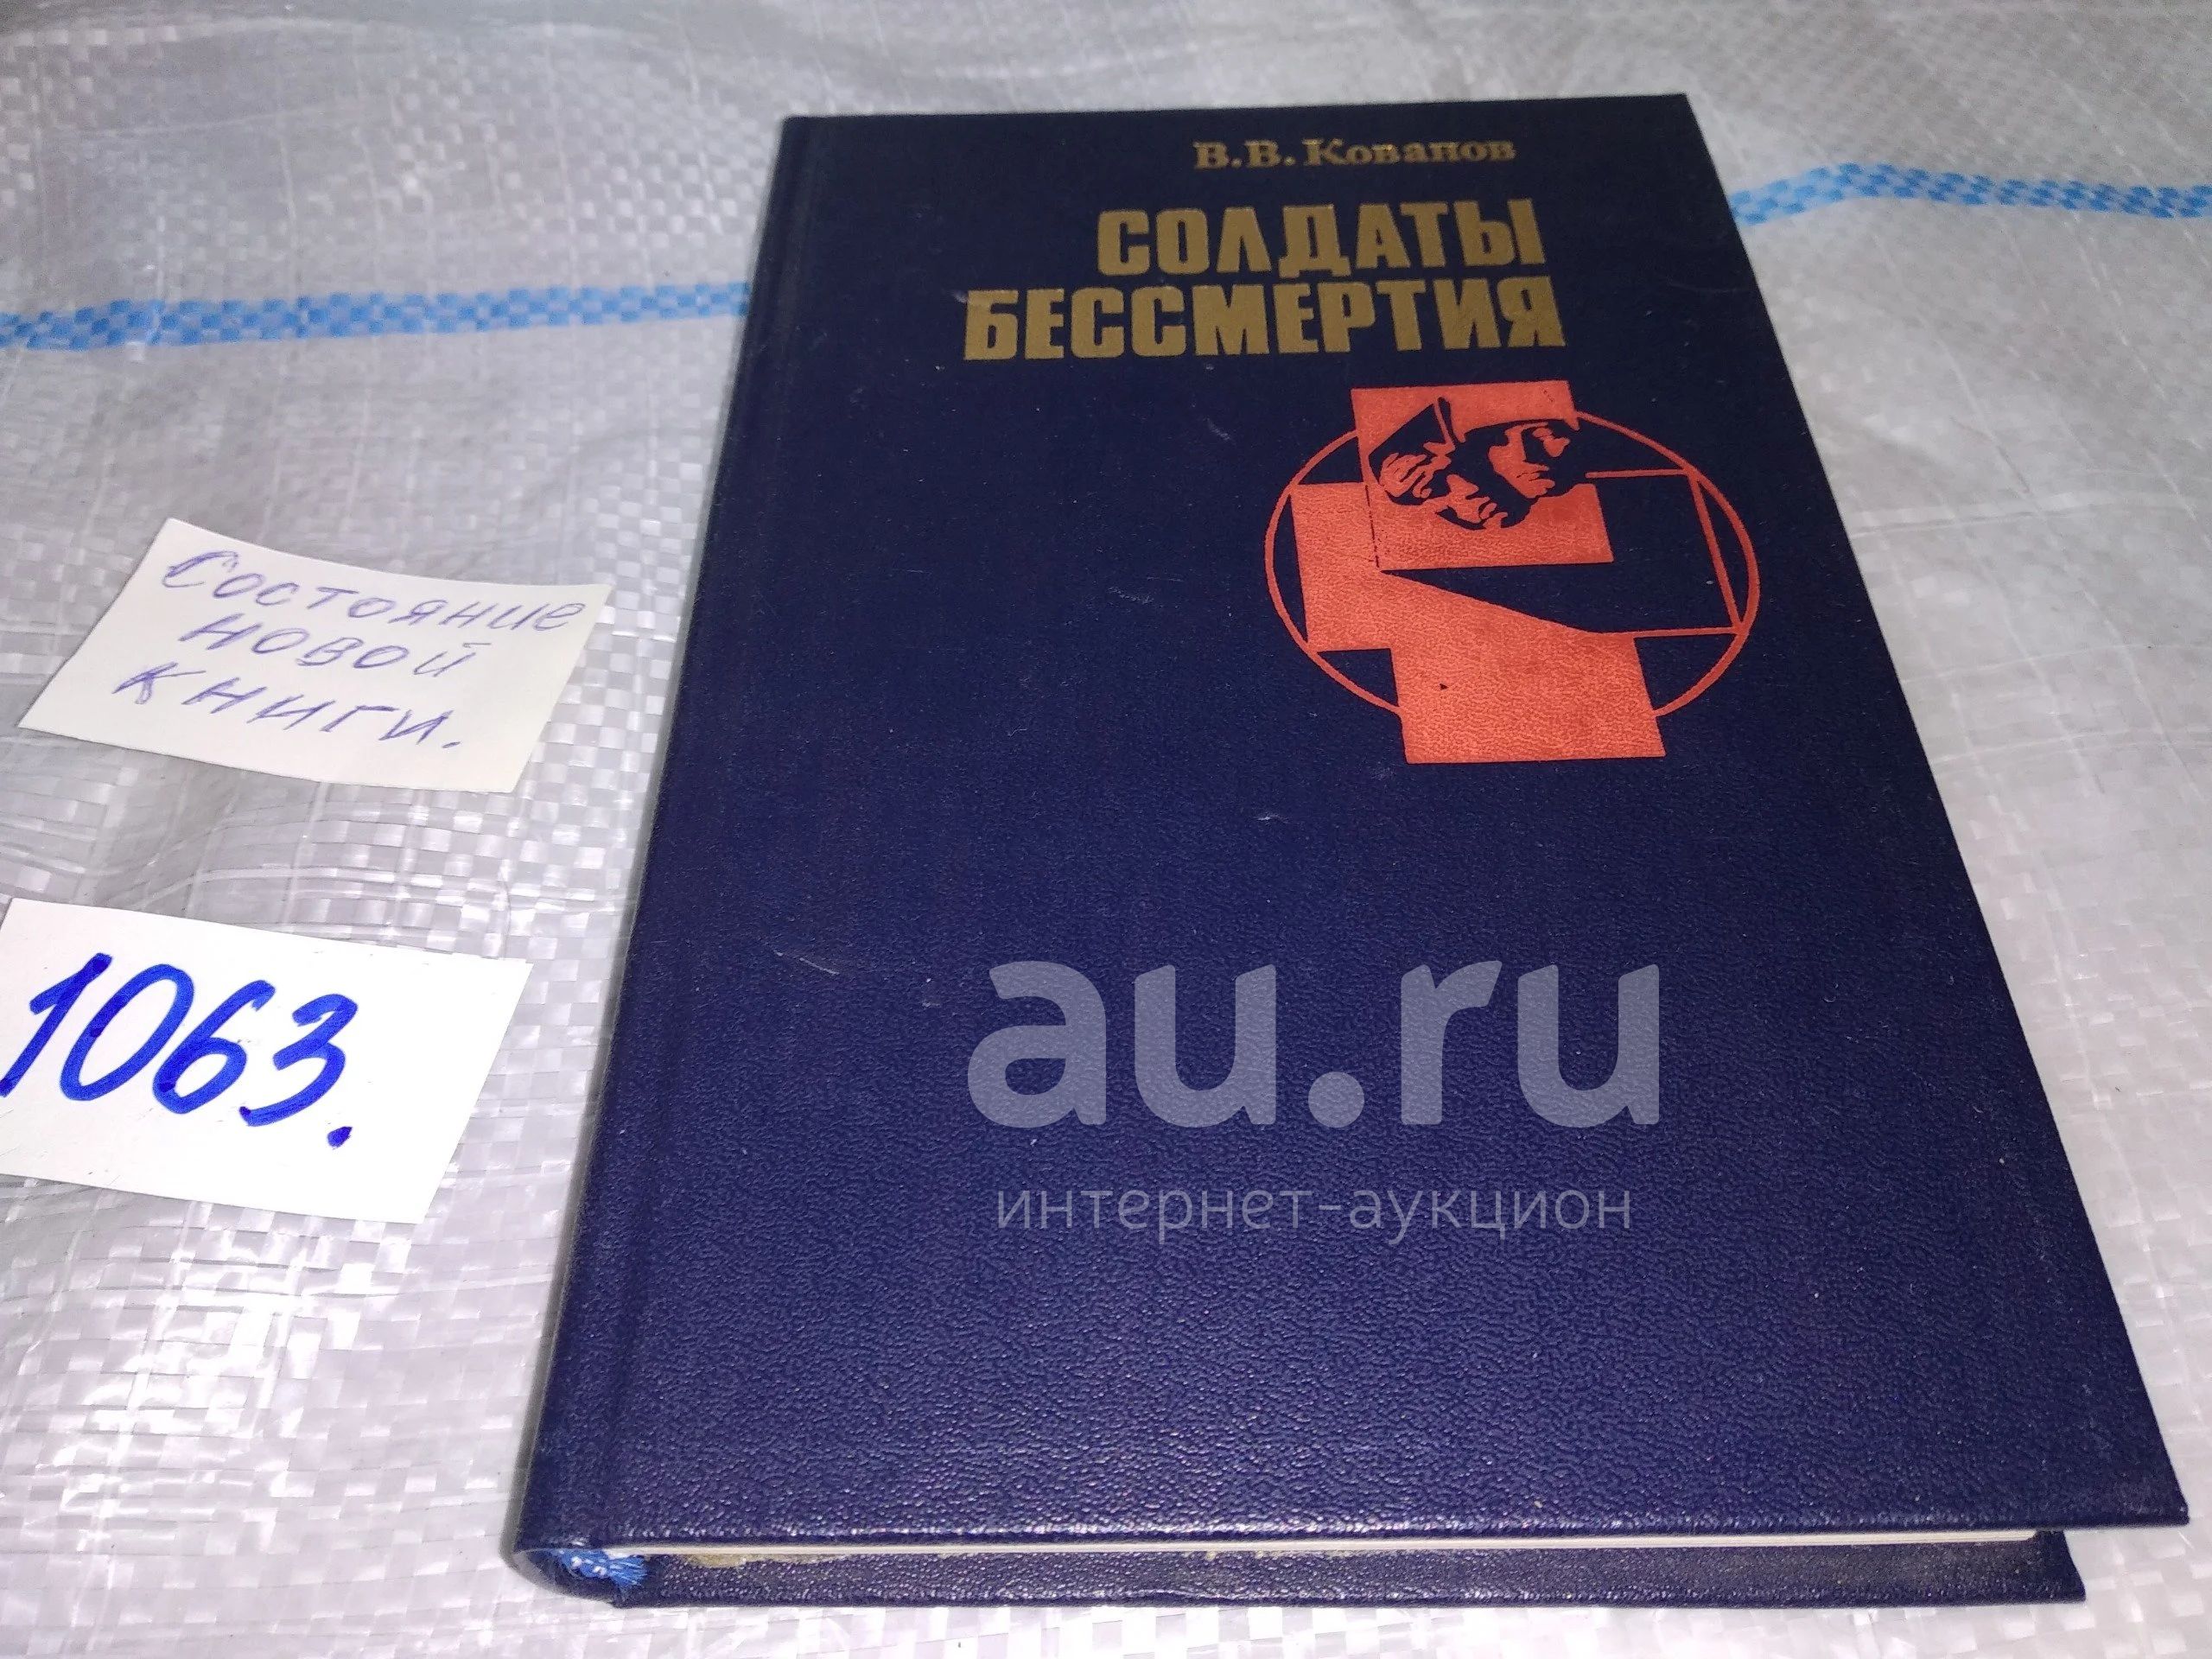 В.В. Кованов
СОЛДАТЫ
БЕССМЕРТИЯ
Состояние
новой
книги.
1063.
au.ru
интернет-аукцион